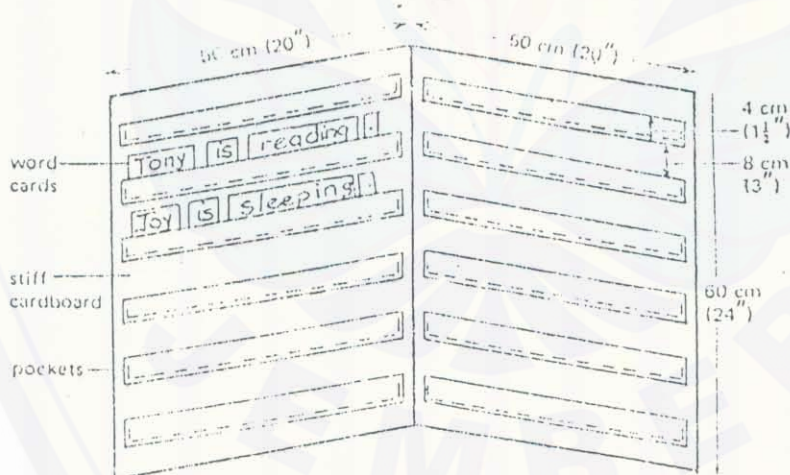 50 cm (20")
50 cm (20")
4 cm
(1½")
8 cm
(3")
word
cards
Tony is reading .
Joy is sleeping .
stiff
cardboard
60 cm
(24")
pockets